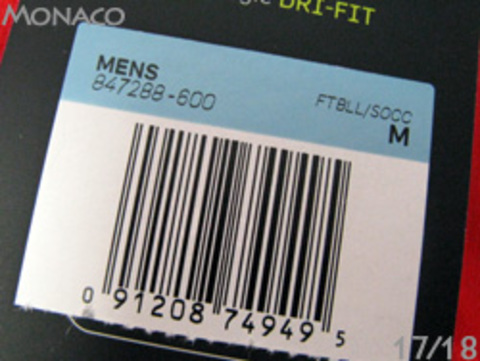 MONACO
DRI-FIT
MENS
847288-600
FTBLL/SOCC
M
0 91208 74949 5
17/18